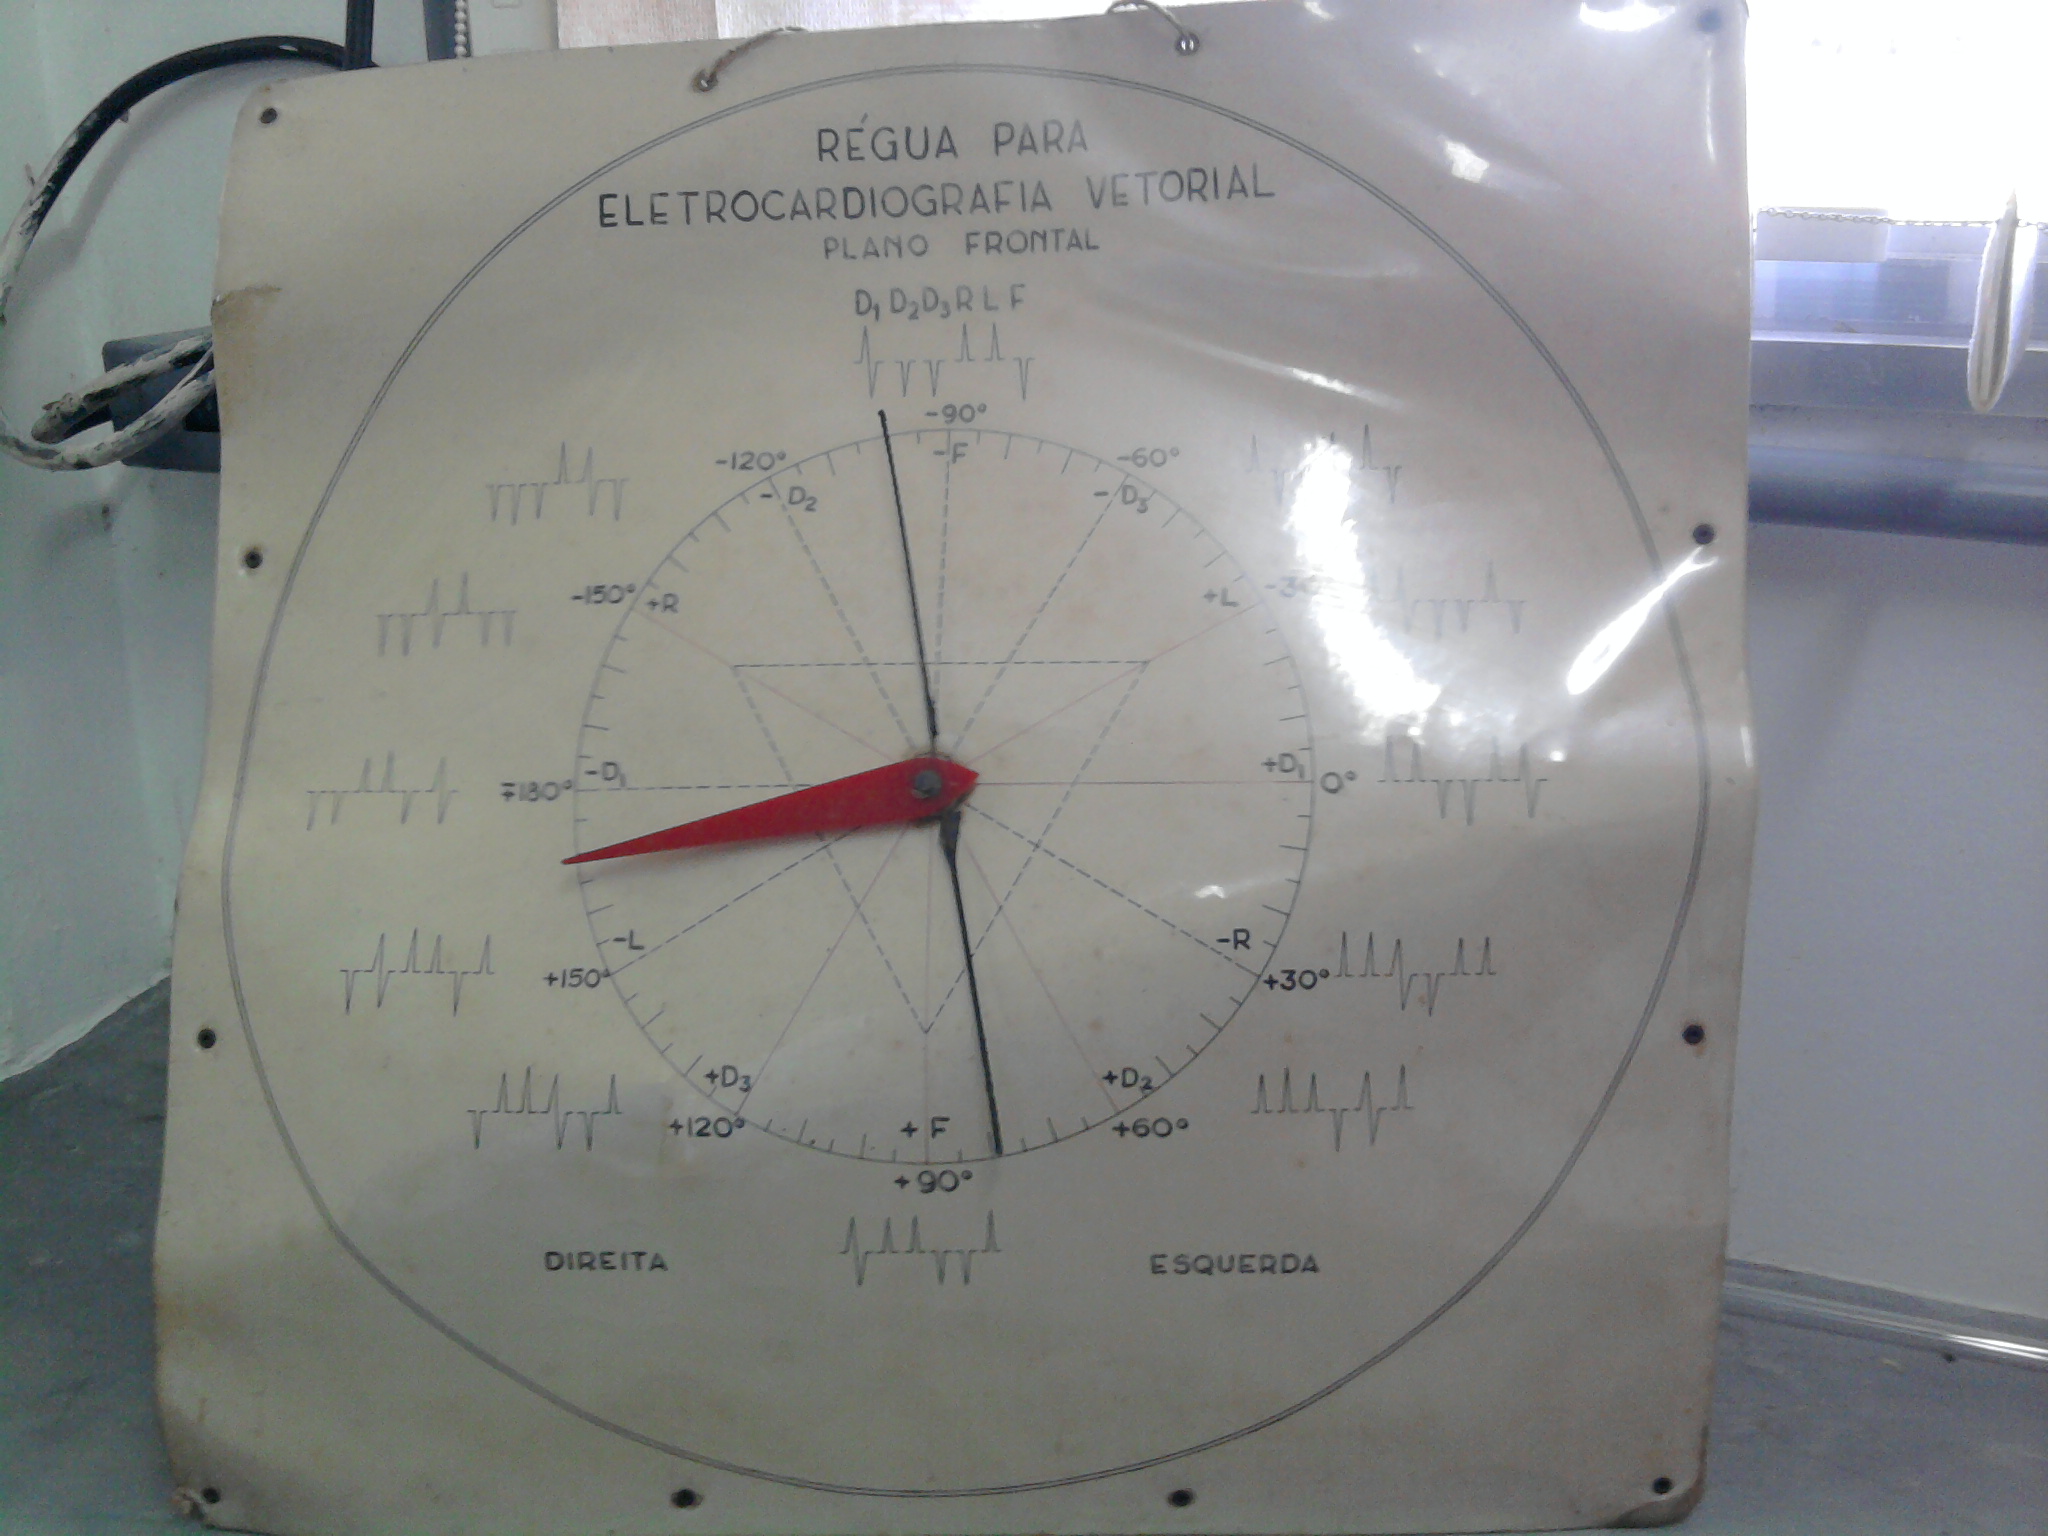 RÉGUA PARA
ELETROCARDIOGRAFIA VETORIAL
PLANO FRONTAL
D₁ D₂ D₃ R L F
-90°
-F
-120°
- D₂
-60°
- D₃
-150°
+R
+L
-30°
∓180°
-D₁
+D₁
0°
+150°
-L
-R
+30°
+120°
+D₃
+F
+90°
+D₂
+60°
DIREITA
ESQUERDA